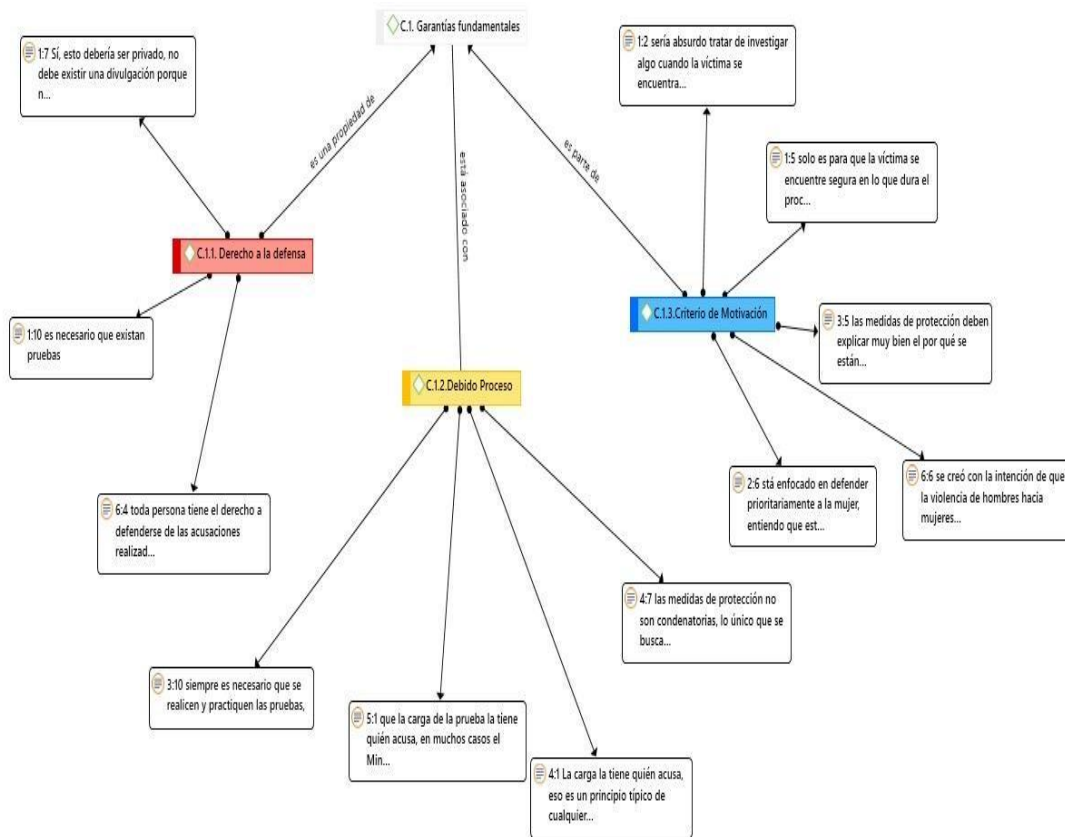 C.1. Garantías fundamentales
1:7 Sí, esto debería ser privado, no
debe existir una divulgación porque
n...
1:2 sería absurdo tratar de investigar
algo cuando la víctima se
encuentra...
es una propiedad de
está asociado con
es parte de
1:5 solo es para que la víctima se
encuentre segura en lo que dura el
proc...
C.1.1. Derecho a la defensa
C.1.3.Criterio de Motivación
1:10 es necesario que existan
pruebas
3:5 las medidas de protección deben
explicar muy bien el por qué se
están...
C.1.2.Debido Proceso
6:4 toda persona tiene el derecho a
defenderse de las acusaciones
realizad...
2:6 stá enfocado en defender
prioritariamente a la mujer,
entiendo que est...
6:6 se creó con la intención de que
la violencia de hombres hacia
mujeres...
4:7 las medidas de protección no
son condenatorias, lo único que se
busca...
3:10 siempre es necesario que se
realicen y practiquen las pruebas,
5:1 que la carga de la prueba la tiene
quién acusa, en muchos casos el
Min...
4:1 La carga la tiene quién acusa,
eso es un principio típico de
cualquier...